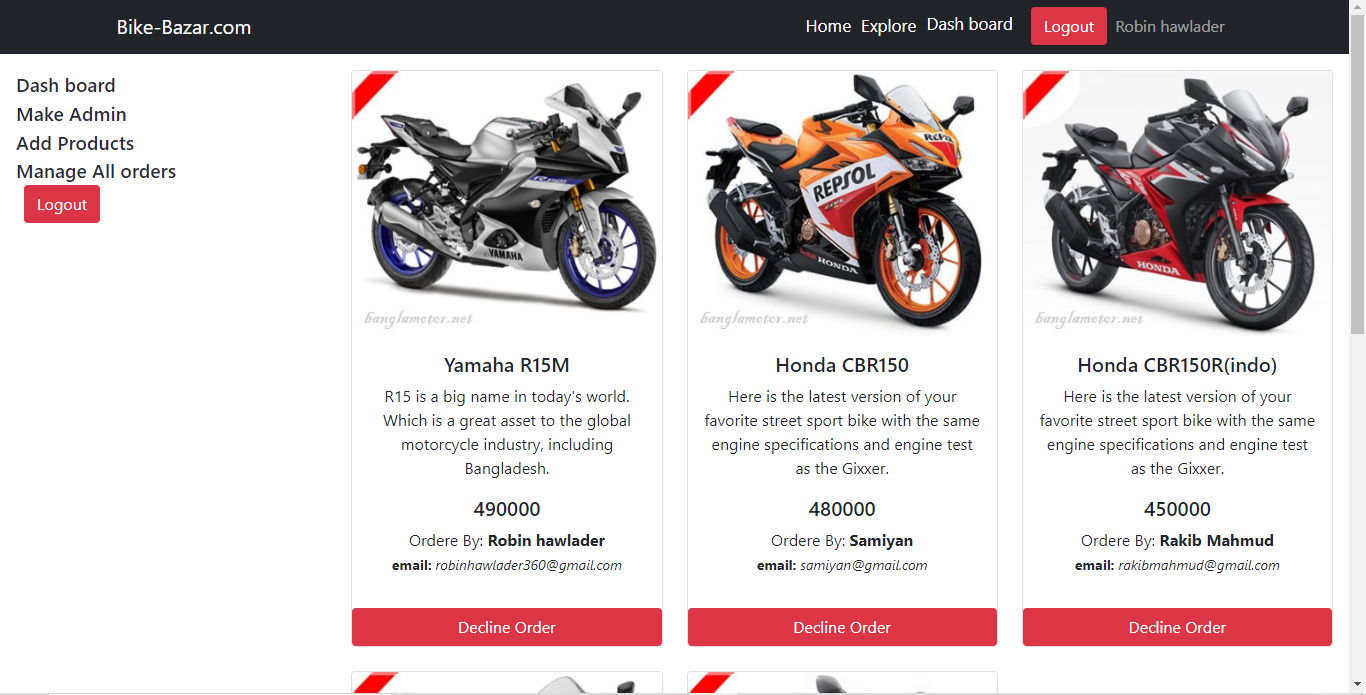 Bike-Bazar.com
Home Explore Dash board Logout Robin hawlader
Dash board
Make Admin
Add Products
Manage All orders
Logout
YAMAHA
banglamotor.net
Yamaha R15M
R15 is a big name in today's world.
Which is a great asset to the global
motorcycle industry, including
Bangladesh.
490000
Ordere By: Robin hawlader
email: robinhawlader360@gmail.com
Decline Order
REPSOL
HONDA
banglamotor.net
Honda CBR150
Here is the latest version of your
favorite street sport bike with the same
engine specifications and engine test
as the Gixxer.
480000
Ordere By: Samiyan
email: samiyan@gmail.com
Decline Order
HONDA
banglamotor.net
Honda CBR150R(indo)
Here is the latest version of your
favorite street sport bike with the same
engine specifications and engine test
as the Gixxer.
450000
Ordere By: Rakib Mahmud
email: rakibmahmud@gmail.com
Decline Order